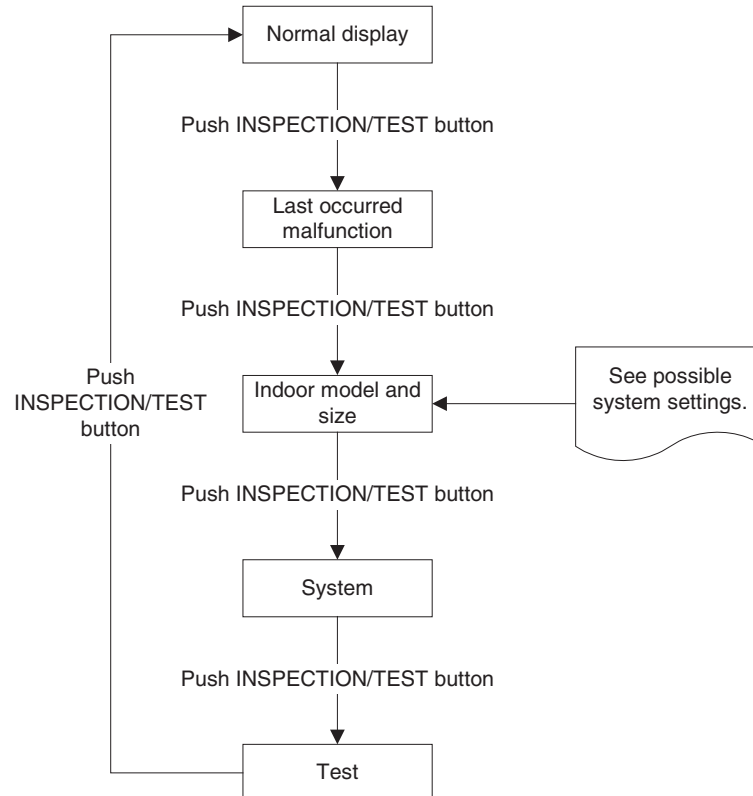 Normal display
Push INSPECTION/TEST button
Last occurred
malfunction
Push INSPECTION/TEST button
Push
INSPECTION/TEST
button
Indoor model and
size
See possible
system settings.
Push INSPECTION/TEST button
System
Push INSPECTION/TEST button
Test